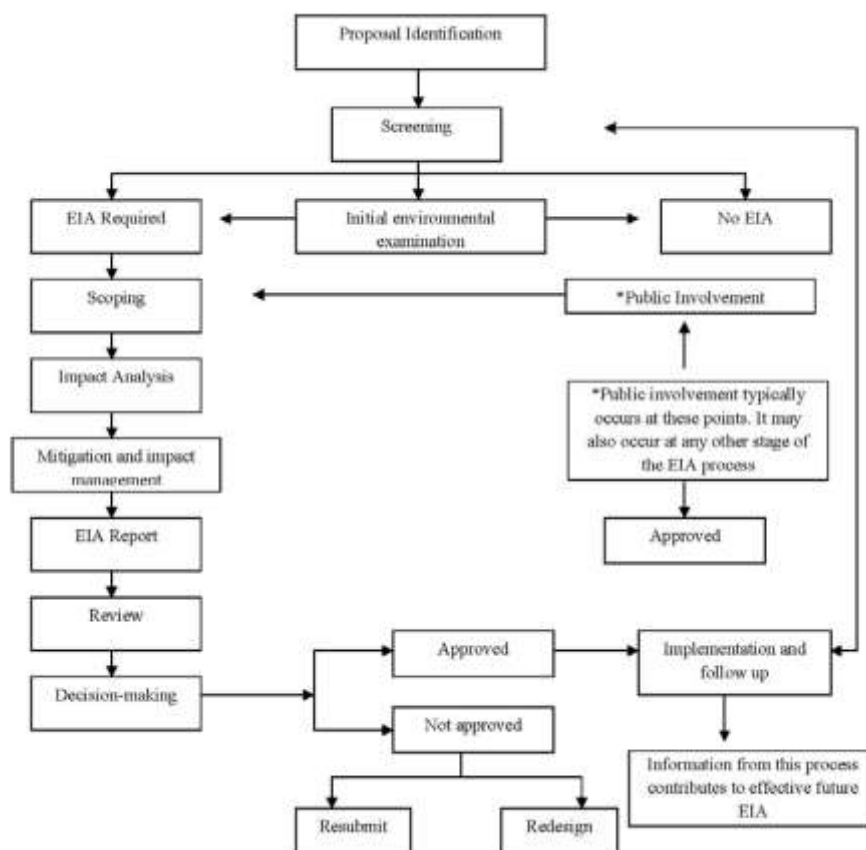 Proposal Identification
Screening
EIA Required
Initial environmental
examination
No EIA
Scoping
*Public Involvement
Impact Analysis
*Public involvement typically
occurs at these points. It may
also occur at any other stage of
the EIA process
Mitigation and impact
management
EIA Report
Approved
Review
Approved
Implementation and
follow up
Decision-making
Not approved
Information from this process
contributes to effective future
EIA
Resubmit
Redesign